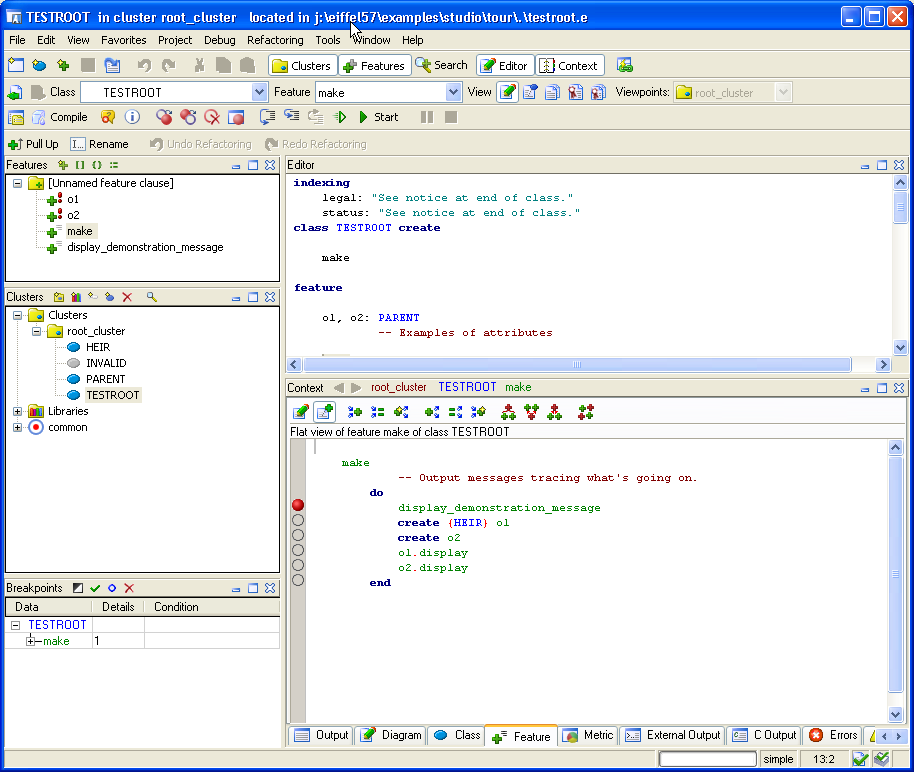 TESTROOT in cluster root_cluster located in j:\eiffel57\examples\studio\tour\.\testroot.e
File Edit View Favorites Project Debug Refactoring Tools Window Help
Clusters Features Search Editor Context
Class TESTROOT Feature make View Viewpoints: root_cluster
Compile Start
Pull Up I... Rename Undo Refactoring Redo Refactoring
Features
[Unnamed feature clause]
o1
o2
make
display_demonstration_message
Clusters
Clusters
root_cluster
HEIR
INVALID
PARENT
TESTROOT
Libraries
common
Breakpoints
Data Details Condition
TESTROOT
make 1
Editor
indexing
legal: "See notice at end of class."
status: "See notice at end of class."
class TESTROOT create
make
feature
o1, o2: PARENT
-- Examples of attributes
Context root_cluster TESTROOT make
Flat view of feature make of class TESTROOT
make
-- Output messages tracing what's going on.
do
display_demonstration_message
create {HEIR} o1
create o2
o1.display
o2.display
end
Output Diagram Class Feature Metric External Output C Output Errors
simple 13:2